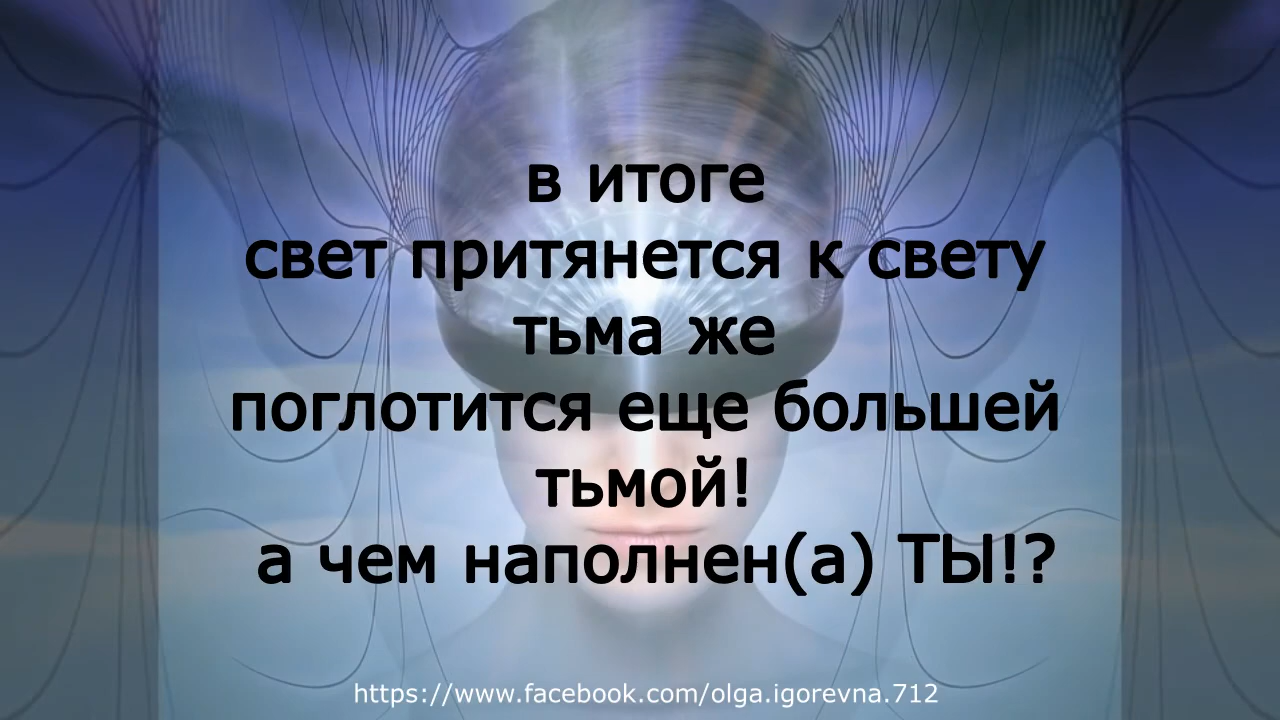 в итоге
свет притянется к свету
тьма же
поглотится еще большей
тьмой!
а чем наполнен(а) ТЫ!?
https://www.facebook.com/olga.igorevna.712